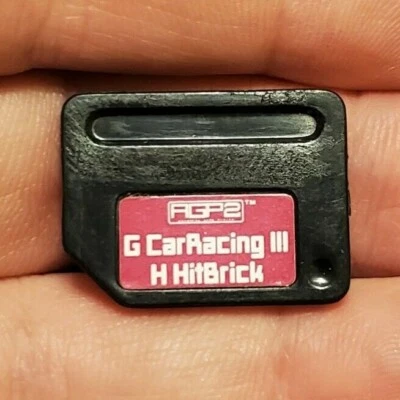 AGP2™
G CarRacing III
H HitBrick